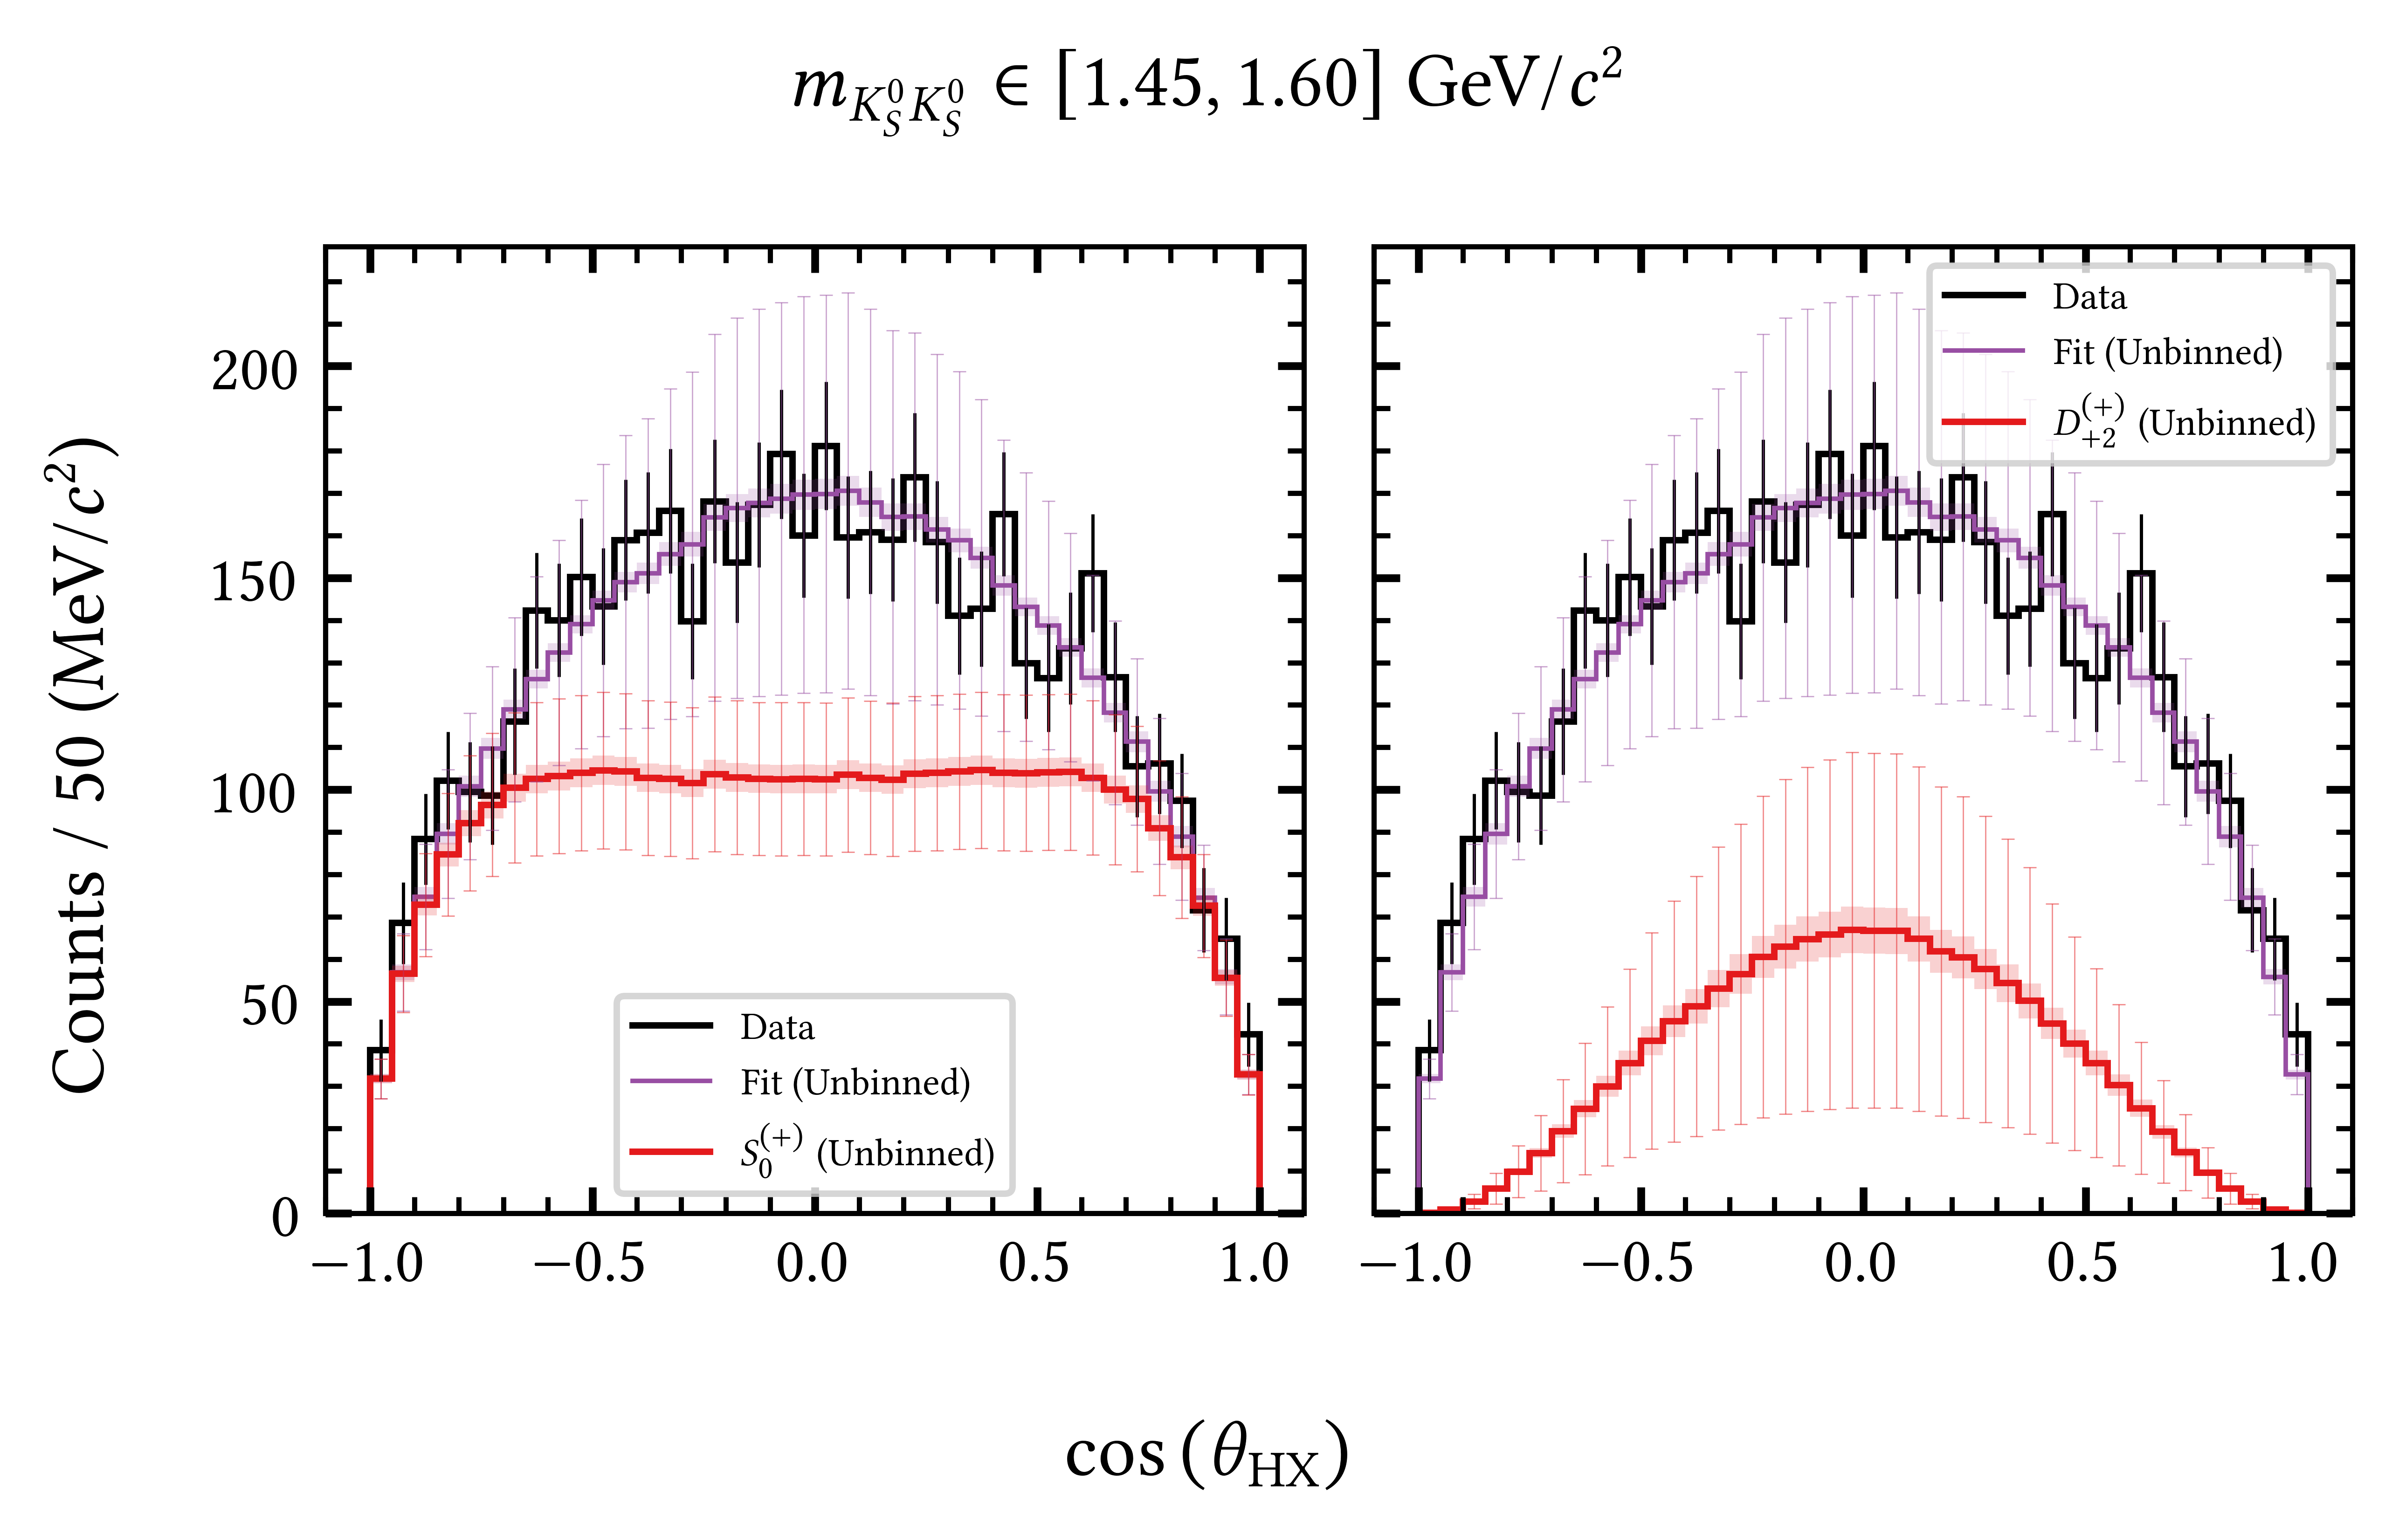 m_{K_S^0 K_S^0} ∈ [1.45, 1.60] GeV/c²
Counts / 50 (MeV/c²)
200
150
100
50
0
Data
Fit (Unbinned)
S_0^{(+)} (Unbinned)
−1.0 −0.5 0.0 0.5 1.0
Data
Fit (Unbinned)
D_{+2}^{(+)} (Unbinned)
−1.0 −0.5 0.0 0.5 1.0
cos (θ_{HX})